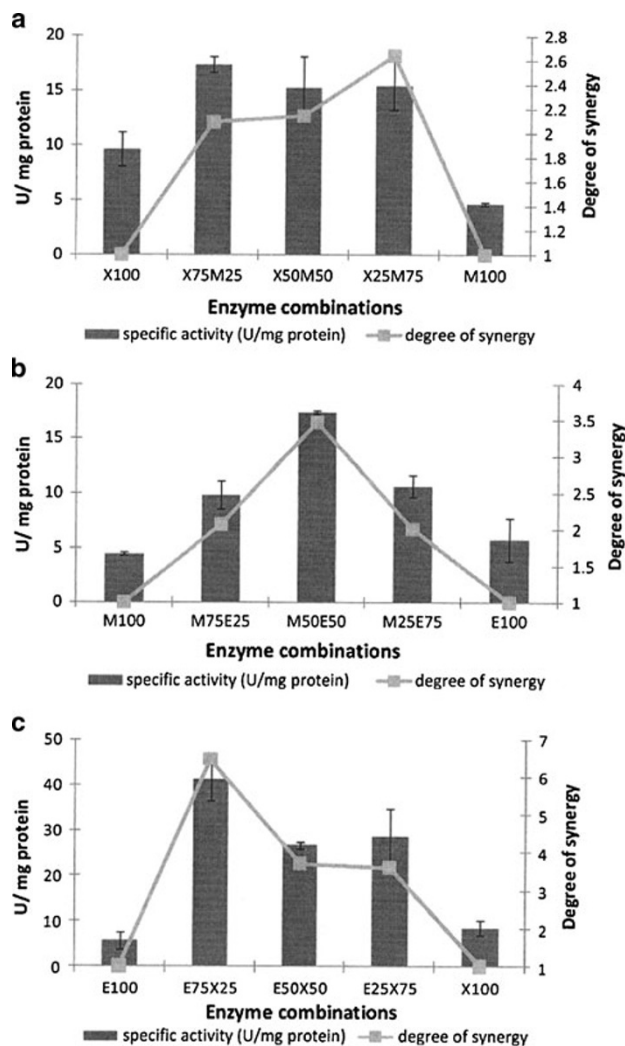 a
20
15
10
5
0
U/ mg protein
2.8
2.6
2.4
2.2
2
1.8
1.6
1.4
1.2
1
Degree of synergy
X100 X75M25 X50M50 X25M75 M100
Enzyme combinations
specific activity (U/mg protein) degree of synergy
b
20
15
10
5
0
U/ mg protein
4
3.5
3
2.5
2
1.5
1
Degree of synergy
M100 M75E25 M50E50 M25E75 E100
Enzyme combinations
specific activity (U/mg protein) degree of synergy
c
50
40
30
20
10
0
U/ mg protein
7
6
5
4
3
2
1
Degree of synergy
E100 E75X25 E50X50 E25X75 X100
Enzyme combinations
specific activity (U/mg protein) degree of synergy